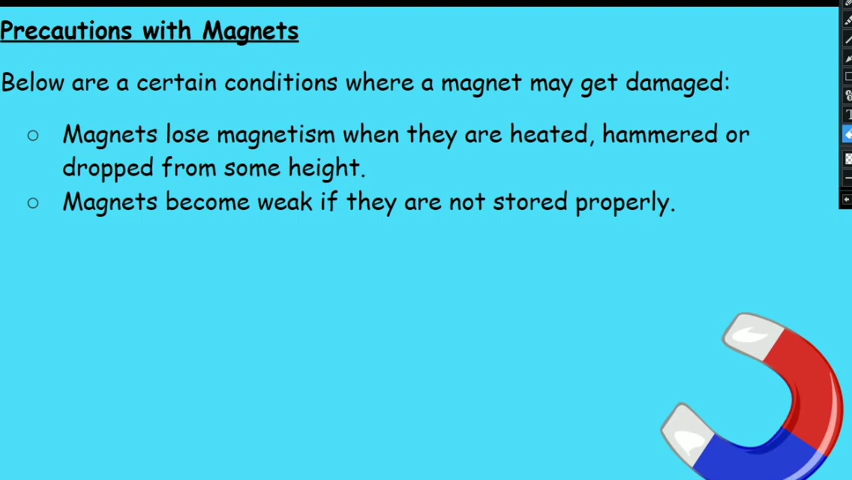 Precautions with Magnets
Below are a certain conditions where a magnet may get damaged:
○ Magnets lose magnetism when they are heated, hammered or
dropped from some height.
○ Magnets become weak if they are not stored properly.